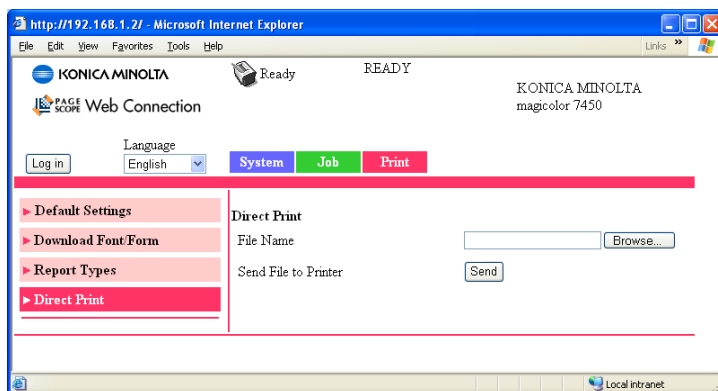 http://192.168.1.2/ - Microsoft Internet Explorer
File Edit View Favorites Tools Help Links »
KONICA MINOLTA
Ready
READY
KONICA MINOLTA
magicolor 7450
PAGE SCOPE Web Connection
Language
Log in
English
System
Job
Print
Default Settings
Download Font/Form
Report Types
Direct Print
Direct Print
File Name
Browse...
Send File to Printer
Send
Local intranet